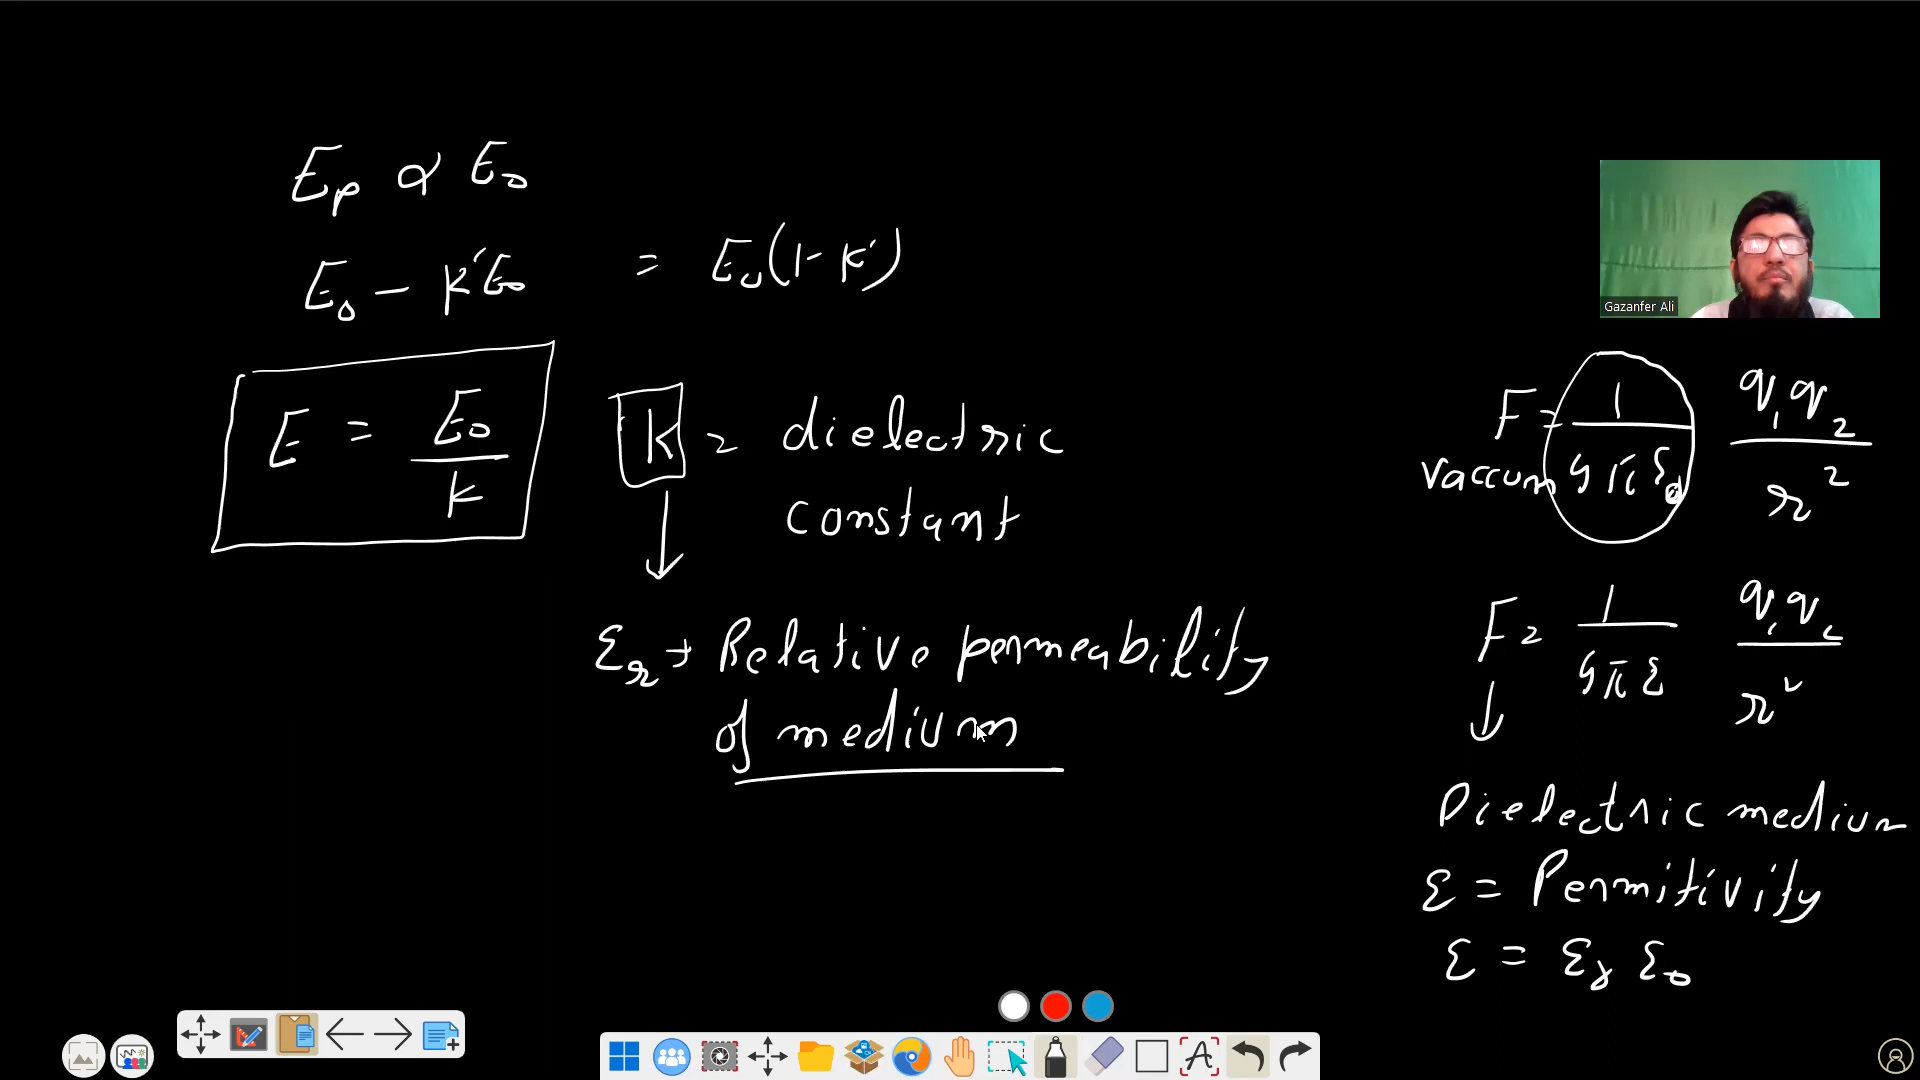 Eₚ ∝ E₀
E₀ - K'E₀ = E₀(1-K')
E = E₀/K
K = dielectric
constant
↓
εr → Relative permeability
of medium
Gazanfer Ali
F = 1/4πε₀ q₁q₂/r²
vaccum
F = 1/4πε q₁q₂/r²
↓
Dielectric medium
ε = Permitivity
ε = εr ε₀